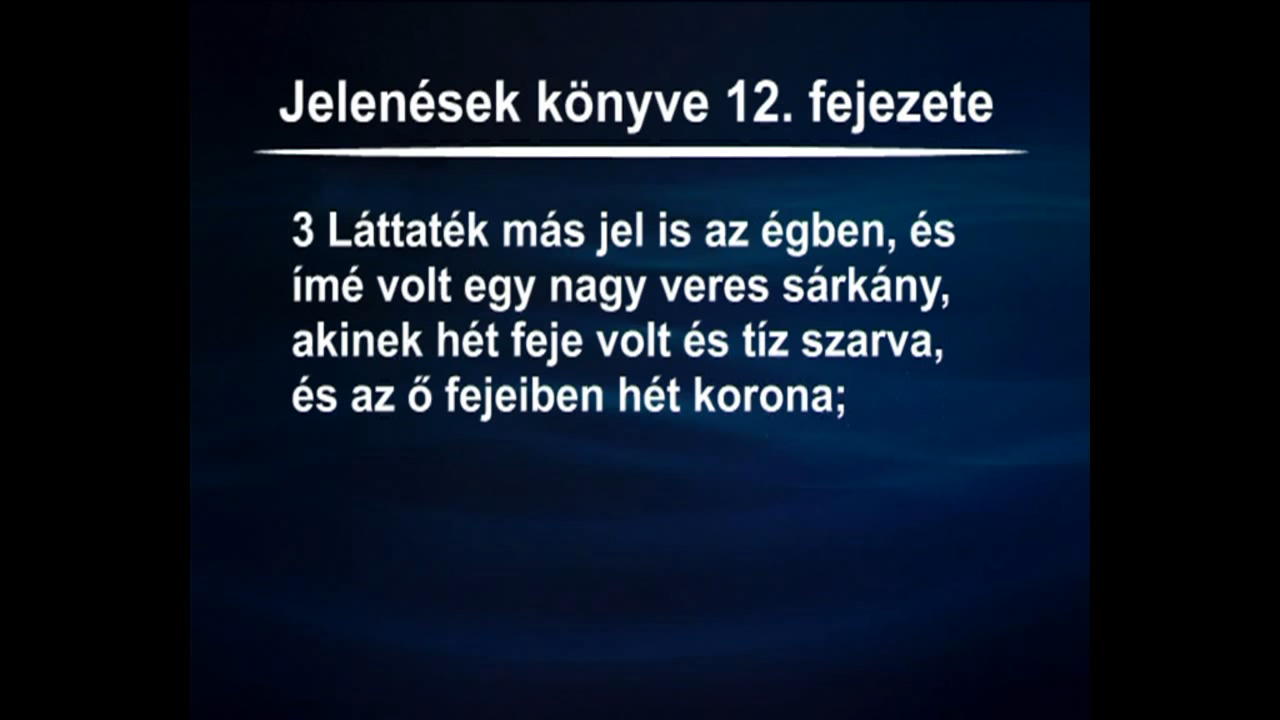 Jelenések könyve 12. fejezete
3 Láttaték más jel is az égben, és
ímé volt egy nagy veres sárkány,
akinek hét feje volt és tíz szarva,
és az ő fejeiben hét korona;